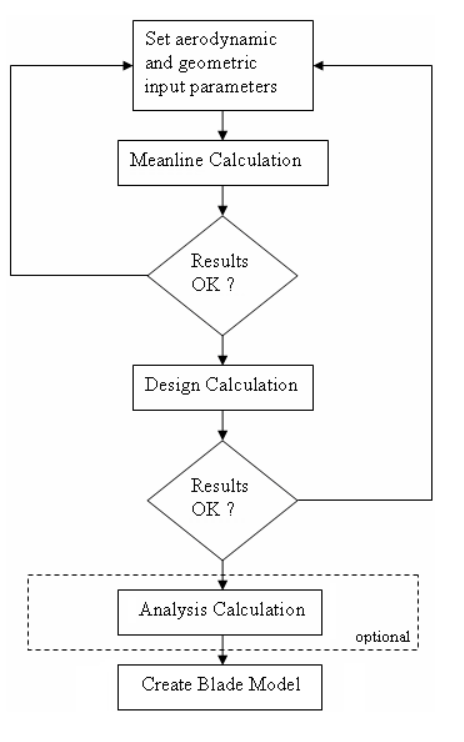 Set aerodynamic
and geometric
input parameters
Meanline Calculation
Results
OK ?
Design Calculation
Results
OK ?
Analysis Calculation
optional
Create Blade Model